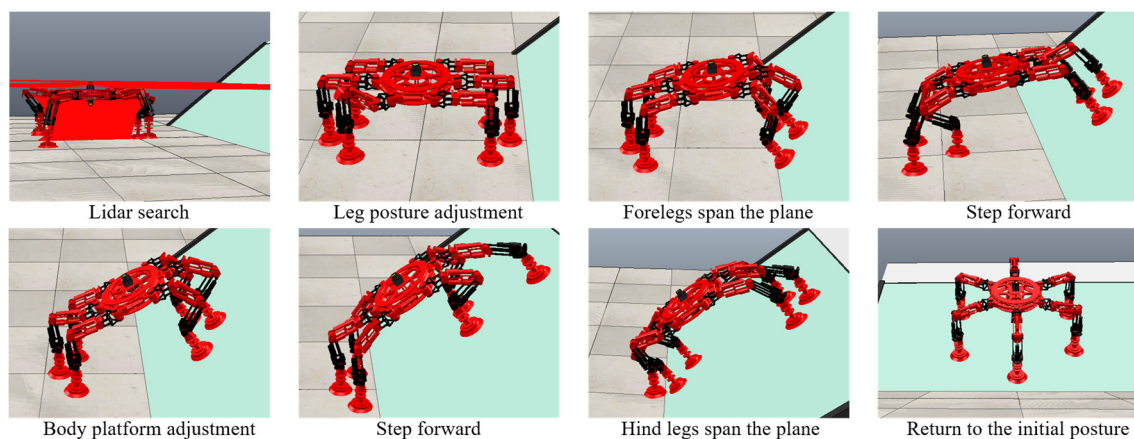 Lidar search
Leg posture adjustment
Forelegs span the plane
Step forward
Body platform adjustment
Step forward
Hind legs span the plane
Return to the initial posture